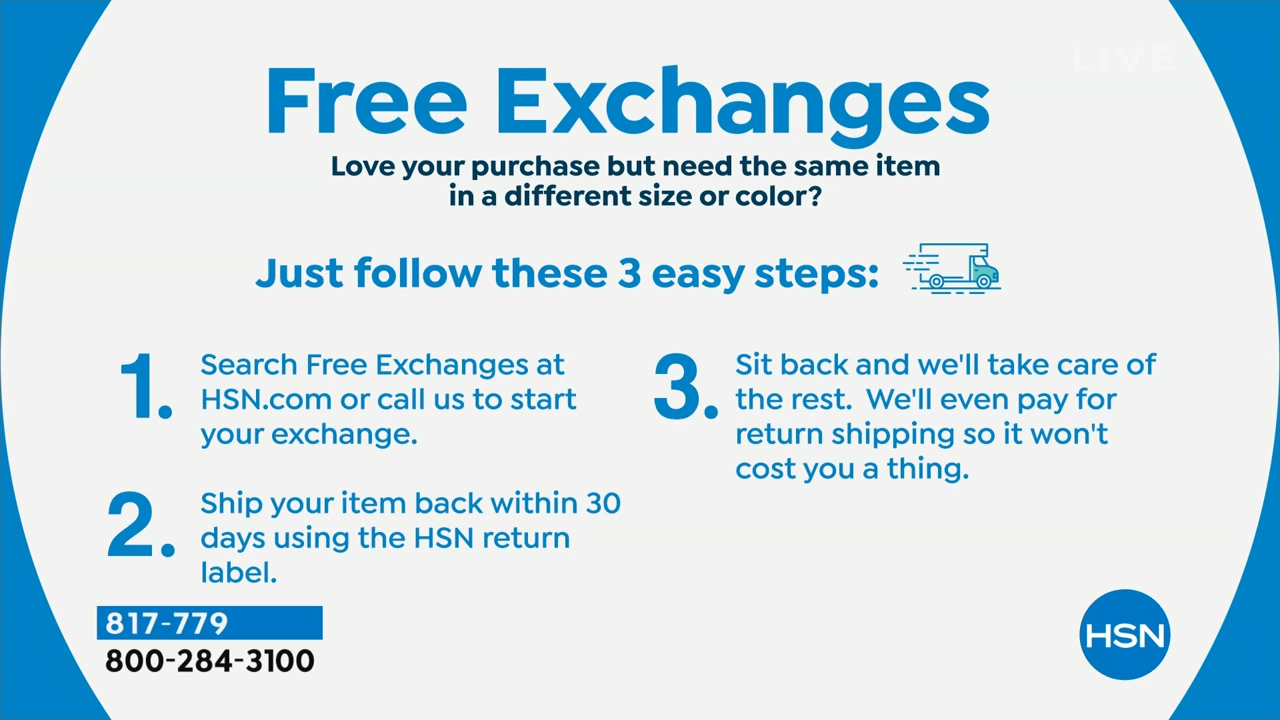 LIVE
Free Exchanges
Love your purchase but need the same item
in a different size or color?
Just follow these 3 easy steps:
1. Search Free Exchanges at
HSN.com or call us to start
your exchange.
2. Ship your item back within 30
days using the HSN return
label.
3. Sit back and we'll take care of
the rest. We'll even pay for
return shipping so it won't
cost you a thing.
817-779
800-284-3100
HSN